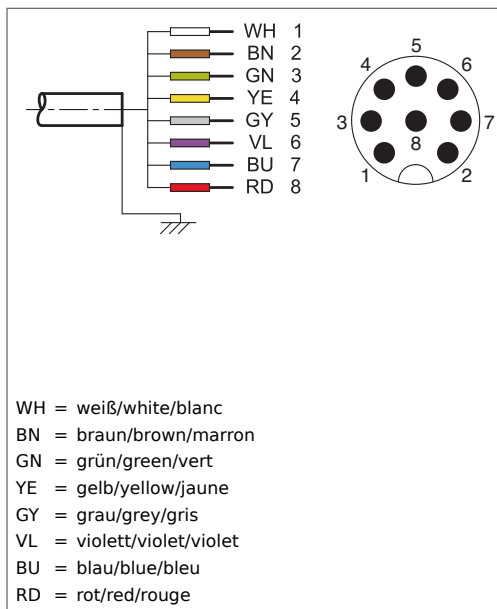 WH 1
BN 2
GN 3
YE 4
GY 5
VL 6
BU 7
RD 8
5
4 6
3 7
8
1 2
WH = weiß/white/blanc
BN = braun/brown/marron
GN = grün/green/vert
YE = gelb/yellow/jaune
GY = grau/grey/gris
VL = violett/violet/violet
BU = blau/blue/bleu
RD = rot/red/rouge